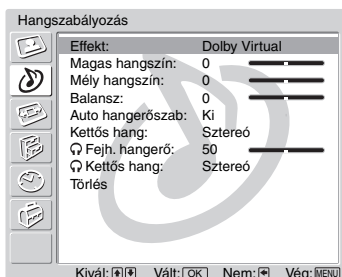 Hangszabályozás
Effekt: Dolby Virtual
Magas hangszín: 0
Mély hangszín: 0
Balansz: 0
Auto hangerőszab: Ki
Kettős hang: Sztereó
Fejh. hangerő: 50
Kettős hang: Sztereó
Törlés
Kivál: Vált: OK Nem: Vég: MENU